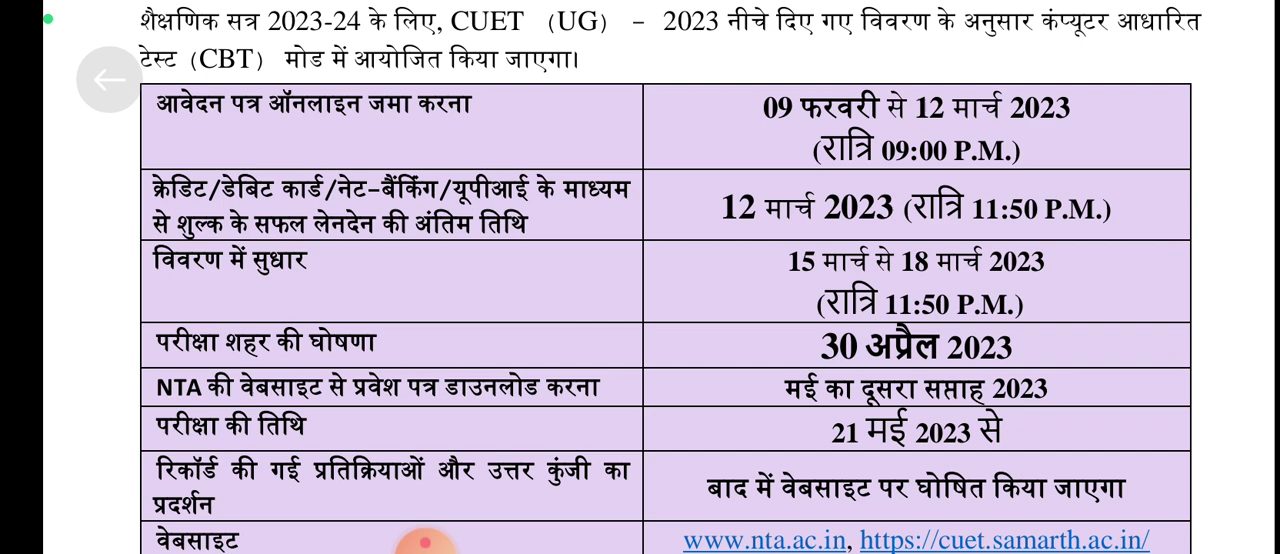 शैक्षणिक सत्र 2023-24 के लिए, CUET (UG) – 2023 नीचे दिए गए विवरण के अनुसार कंप्यूटर आधारित
टेस्ट (CBT) मोड में आयोजित किया जाएगा।
आवेदन पत्र ऑनलाइन जमा करना
09 फरवरी से 12 मार्च 2023
(रात्रि 09:00 P.M.)
क्रेडिट/डेबिट कार्ड/नेट-बैंकिंग/यूपीआई के माध्यम
से शुल्क के सफल लेनदेन की अंतिम तिथि
12 मार्च 2023 (रात्रि 11:50 P.M.)
विवरण में सुधार
15 मार्च से 18 मार्च 2023
(रात्रि 11:50 P.M.)
परीक्षा शहर की घोषणा
30 अप्रैल 2023
NTA की वेबसाइट से प्रवेश पत्र डाउनलोड करना
मई का दूसरा सप्ताह 2023
परीक्षा की तिथि
21 मई 2023 से
रिकॉर्ड की गई प्रतिक्रियाओं और उत्तर कुंजी का
प्रदर्शन
बाद में वेबसाइट पर घोषित किया जाएगा
वेबसाइट
www.nta.ac.in, https://cuet.samarth.ac.in/